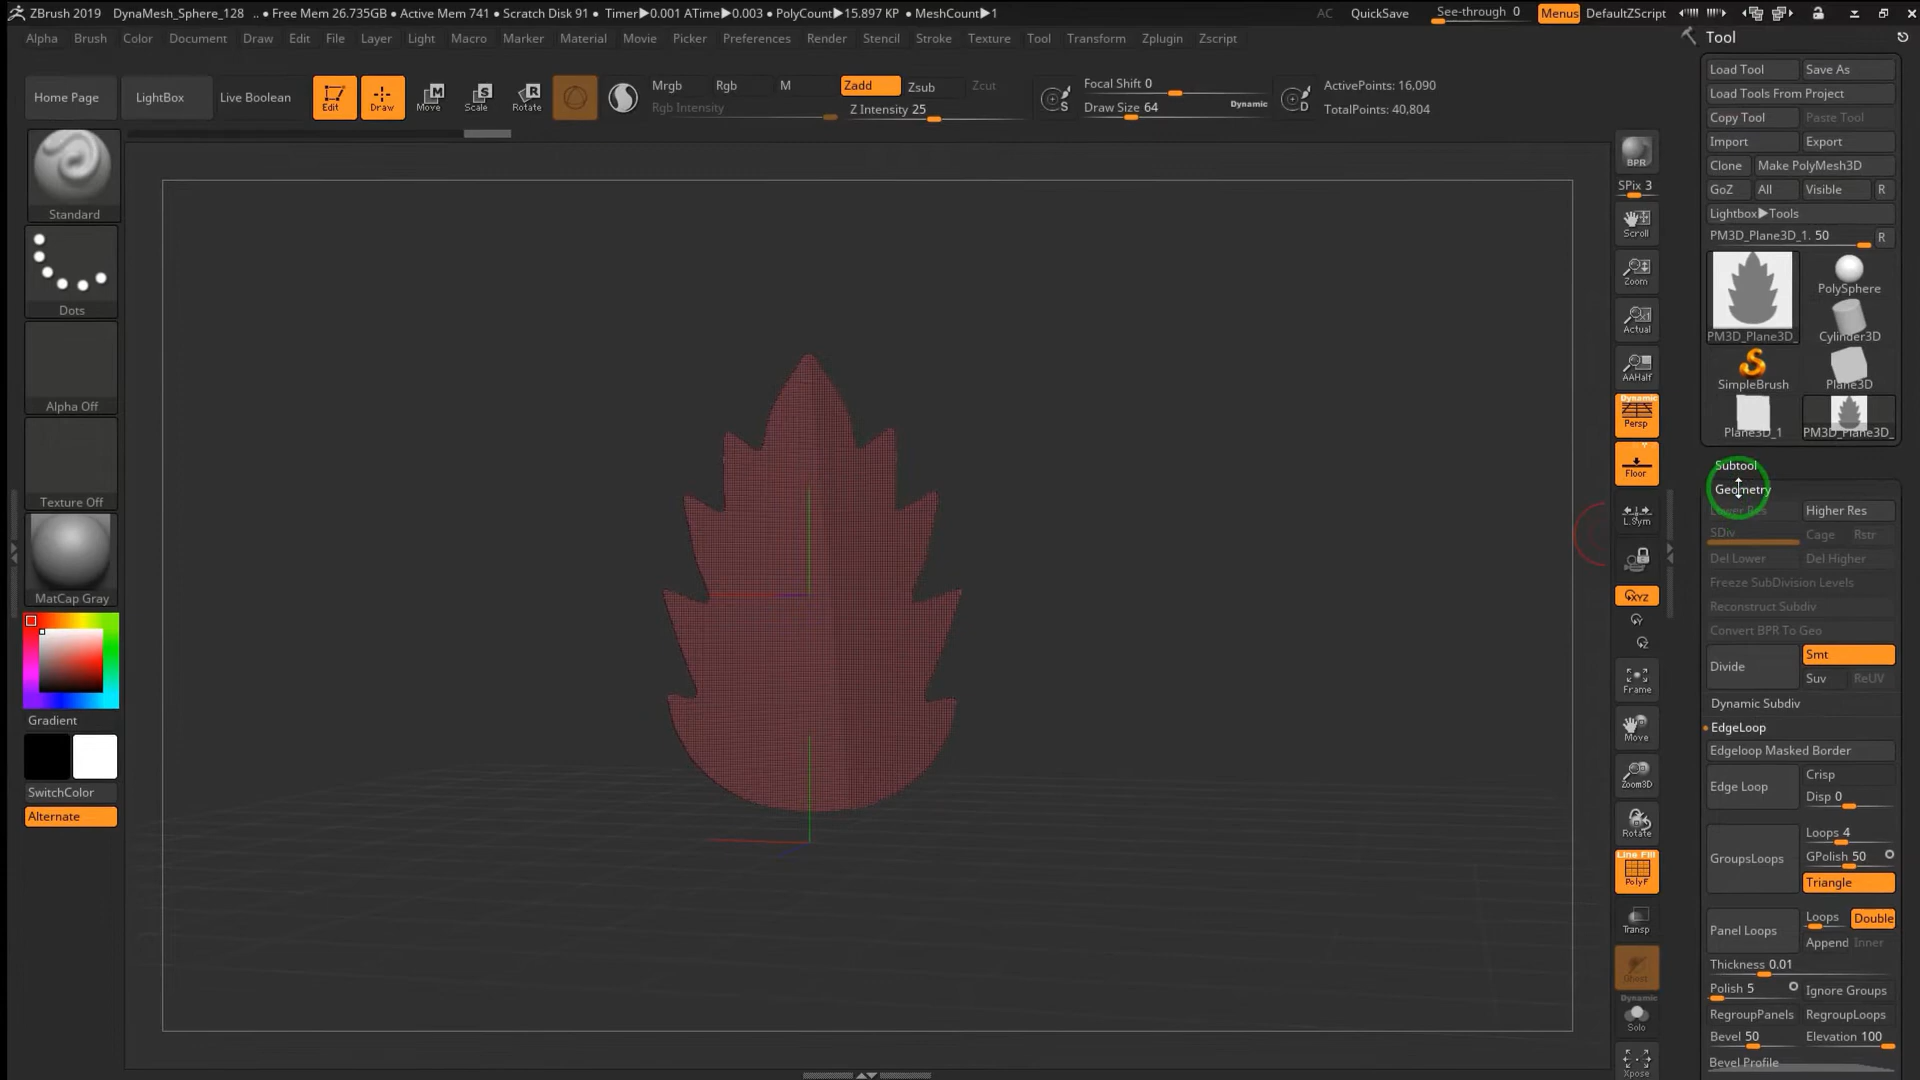 ZBrush 2019 DynaMesh_Sphere_128 .. • Free Mem 26.735GB • Active Mem 741 • Scratch Disk 91 • Timer▶0.001 ATime▶0.003 • PolyCount▶15.897 KP • MeshCount▶1 AC QuickSave See-through 0 Menus DefaultZScript
Alpha Brush Color Document Draw Edit File Layer Light Macro Marker Material Movie Picker Preferences Render Stencil Stroke Texture Tool Transform Zplugin Zscript
Tool
Home Page LightBox Live Boolean Edit Draw Move Scale Rotate
Mrgb Rgb M Zadd Zsub Zcut
Rgb Intensity Z Intensity 25
Focal Shift 0
Draw Size 64 Dynamic
ActivePoints: 16,090
TotalPoints: 40,804
Standard
Dots
Alpha Off
Texture Off
MatCap Gray
Gradient
SwitchColor
Alternate
BPR
SPix 3
Scroll
Zoom
Actual
AAHalf
Dynamic
Persp
Floor
L.Sym
XYZ
Frame
Move
Zoom3D
Rotate
Line Fill
PolyF
Transp
Ghost
Dynamic
Solo
Xpose
Load Tool Save As
Load Tools From Project
Copy Tool Paste Tool
Import Export
Clone Make PolyMesh3D
GoZ All Visible R
Lightbox▶Tools
PM3D_Plane3D_1. 50 R
PolySphere
PM3D_Plane3D_ Cylinder3D
SimpleBrush Plane3D
Plane3D_1 PM3D_Plane3D_
Subtool
Geometry
Lower Res Higher Res
SDiv Cage Rstr
Del Lower Del Higher
Freeze SubDivision Levels
Reconstruct Subdiv
Convert BPR To Geo
Divide Smt
Suv ReUV
Dynamic Subdiv
EdgeLoop
Edgeloop Masked Border
Edge Loop Crisp
Disp 0
GroupsLoops Loops 4
GPolish 50
Triangle
Panel Loops Loops Double
Append Inner
Thickness 0.01
Polish 5 Ignore Groups
RegroupPanels RegroupLoops
Bevel 50 Elevation 100
Bevel Profile